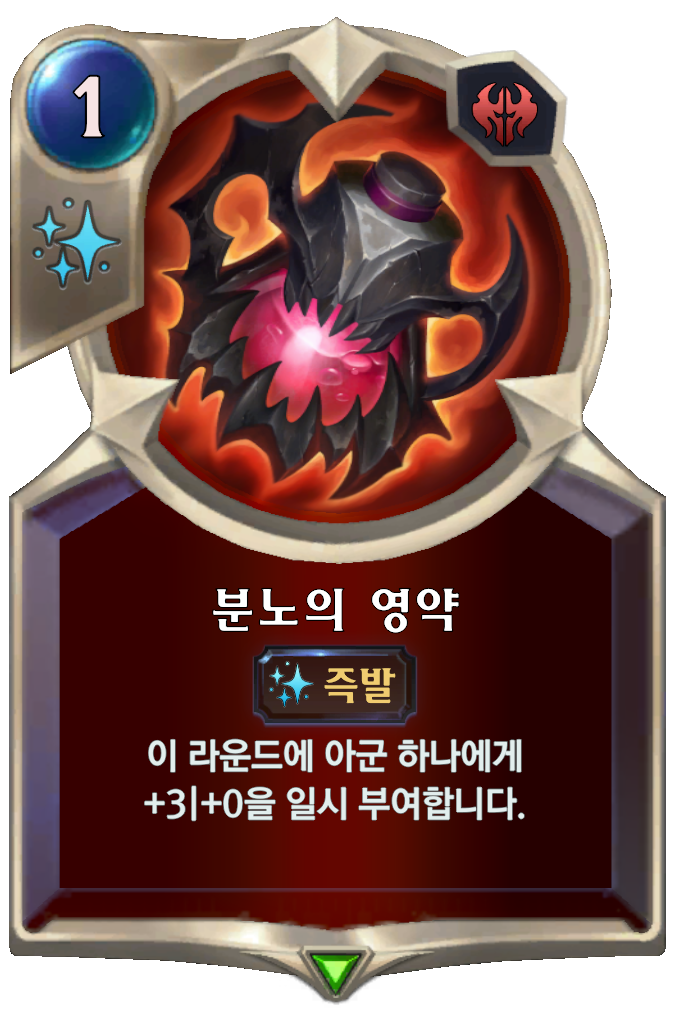 1
분노의 영약
즉발
이 라운드에 아군 하나에게
+3|+0을 일시 부여합니다.